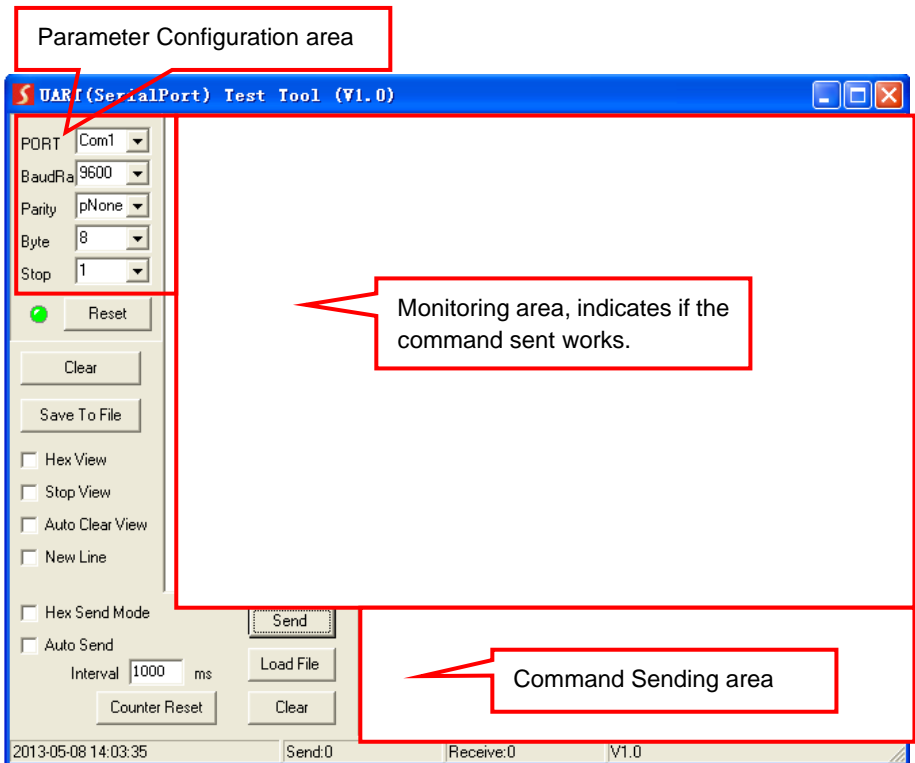 Parameter Configuration area
UART(SerialPort) Test Tool (V1.0)
PORT Com1
BaudRa 9600
Parity pNone
Byte 8
Stop 1
Reset
Monitoring area, indicates if the
command sent works.
Clear
Save To File
Hex View
Stop View
Auto Clear View
New Line
Hex Send Mode
Send
Auto Send
Interval 1000 ms
Load File
Command Sending area
Counter Reset
Clear
2013-05-08 14:03:35 Send:0 Receive:0 V1.0